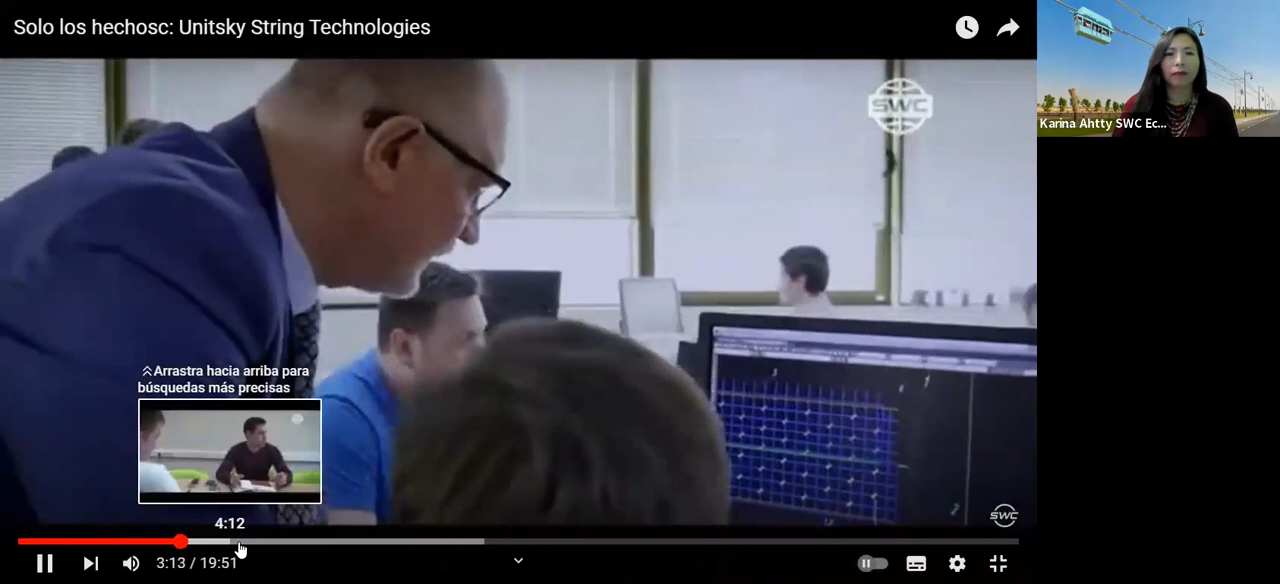 Solo los hechosc: Unitsky String Technologies
SWC
Karina Ahtty SWC Ec...
Arrastra hacia arriba para
búsquedas más precisas
4:12
SWC
3:13 / 19:51